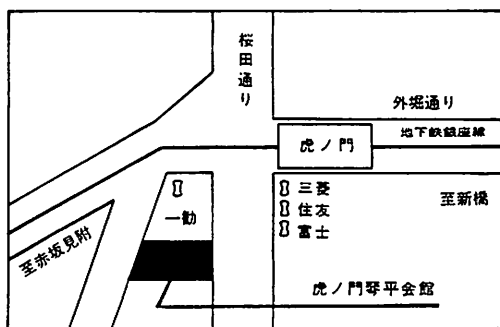 桜田通り
外堀通り
地下鉄銀座線
虎ノ門
三菱
住友
富士
至新橋
一勧
至赤坂見附
虎ノ門琴平会館